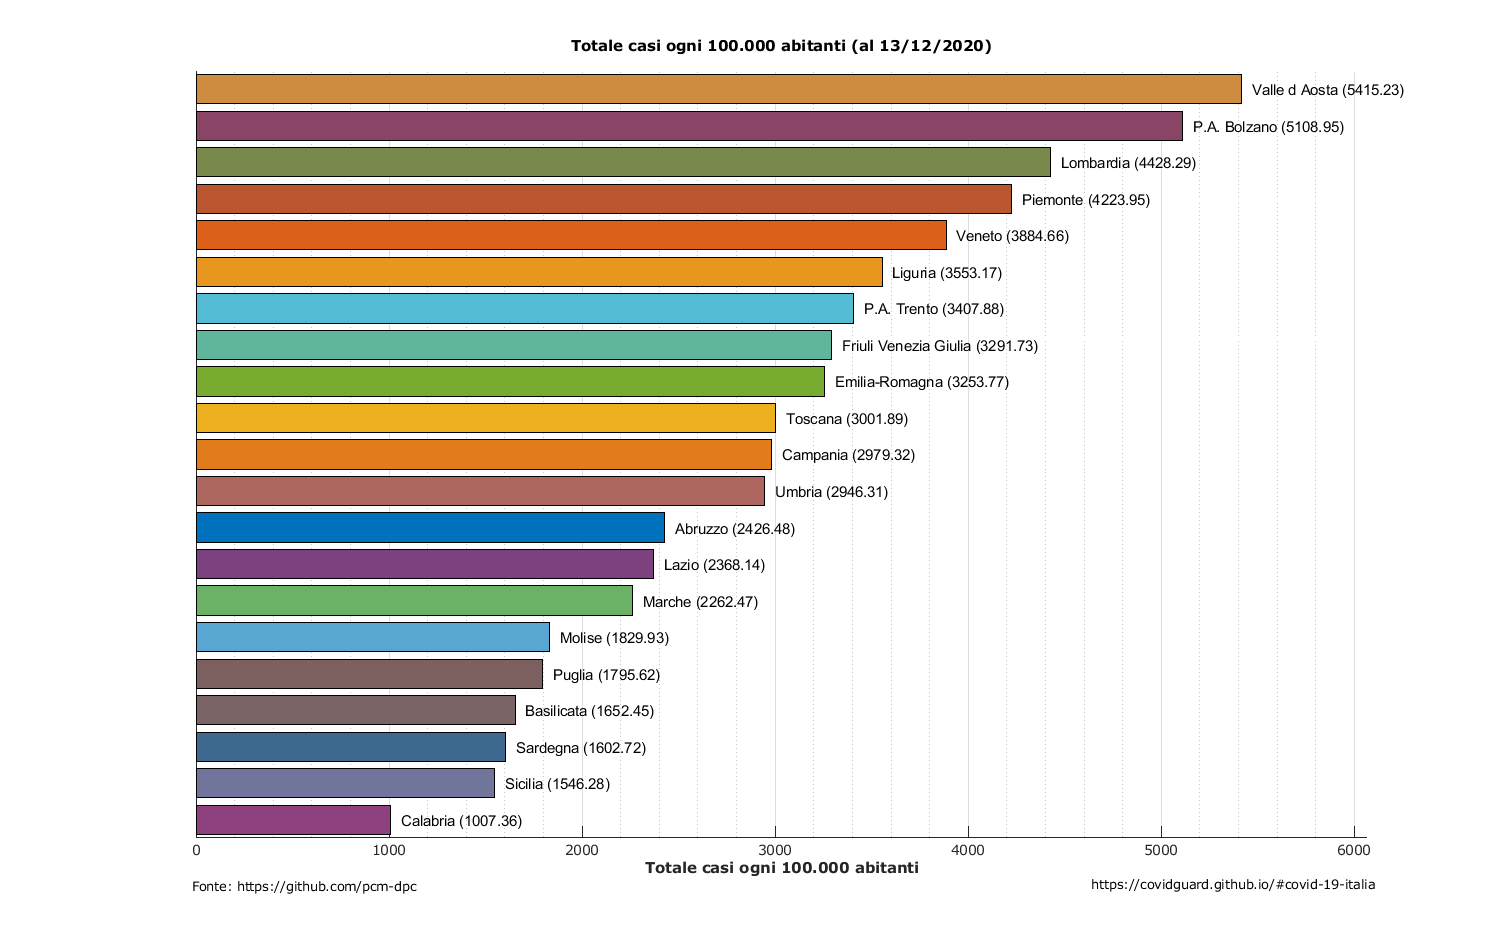 Totale casi ogni 100.000 abitanti (al 13/12/2020)
Valle d Aosta (5415.23)
P.A. Bolzano (5108.95)
Lombardia (4428.29)
Piemonte (4223.95)
Veneto (3884.66)
Liguria (3553.17)
P.A. Trento (3407.88)
Friuli Venezia Giulia (3291.73)
Emilia-Romagna (3253.77)
Toscana (3001.89)
Campania (2979.32)
Umbria (2946.31)
Abruzzo (2426.48)
Lazio (2368.14)
Marche (2262.47)
Molise (1829.93)
Puglia (1795.62)
Basilicata (1652.45)
Sardegna (1602.72)
Sicilia (1546.28)
Calabria (1007.36)
0 1000 2000 3000 4000 5000 6000
Totale casi ogni 100.000 abitanti
Fonte: https://github.com/pcm-dpc
https://covidguard.github.io/#covid-19-italia